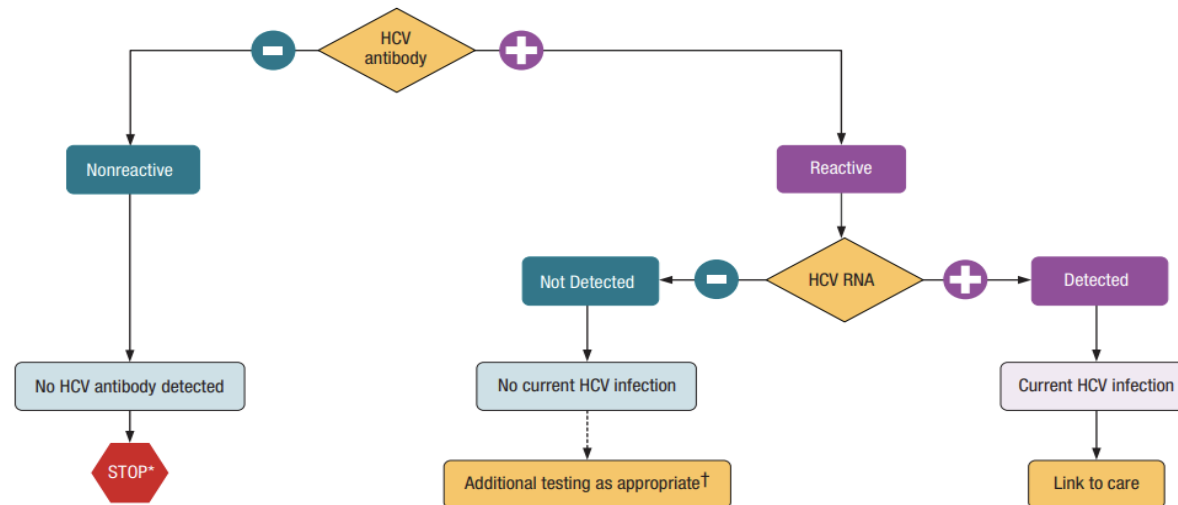 HCV
antibody
Nonreactive
Reactive
Not Detected
HCV RNA
Detected
No HCV antibody detected
No current HCV infection
Current HCV infection
STOP*
Additional testing as appropriate†
Link to care